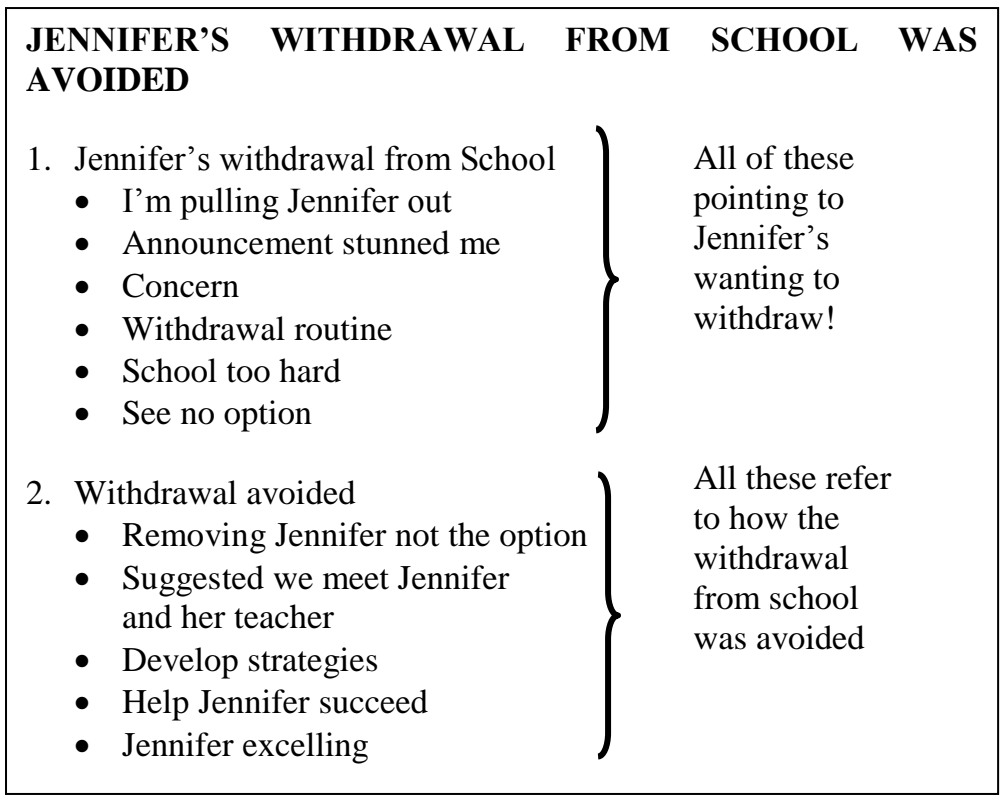 JENNIFER’S WITHDRAWAL FROM SCHOOL WAS
AVOIDED
1. Jennifer’s withdrawal from School
• I’m pulling Jennifer out
• Announcement stunned me
• Concern
• Withdrawal routine
• School too hard
• See no option
All of these
pointing to
Jennifer’s
wanting to
withdraw!
2. Withdrawal avoided
• Removing Jennifer not the option
• Suggested we meet Jennifer
and her teacher
• Develop strategies
• Help Jennifer succeed
• Jennifer excelling
All these refer
to how the
withdrawal
from school
was avoided